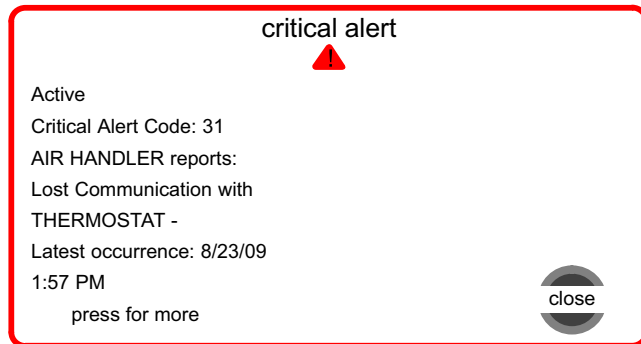 critical alert
!
Active
Critical Alert Code: 31
AIR HANDLER reports:
Lost Communication with
THERMOSTAT -
Latest occurrence: 8/23/09
1:57 PM
press for more
close